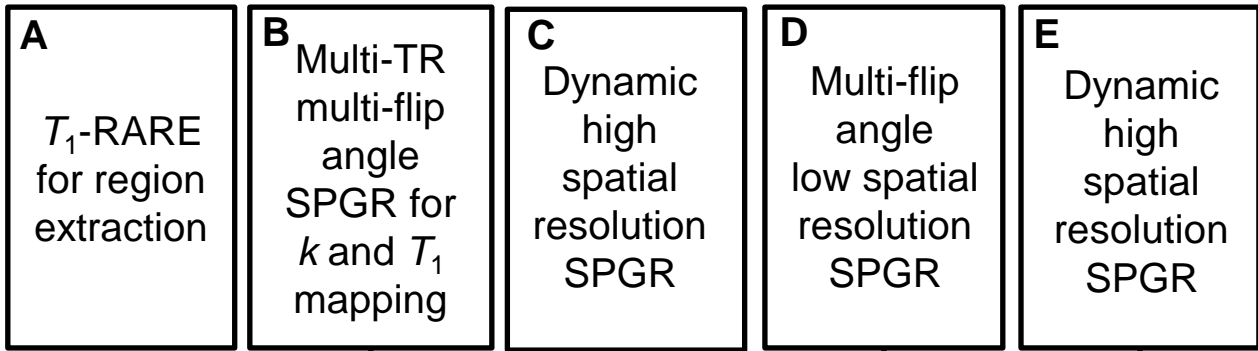 A
T₁-RARE
for region
extraction
B
Multi-TR
multi-flip
angle
SPGR for
k and T₁
mapping
C
Dynamic
high
spatial
resolution
SPGR
D
Multi-flip
angle
low spatial
resolution
SPGR
E
Dynamic
high
spatial
resolution
SPGR